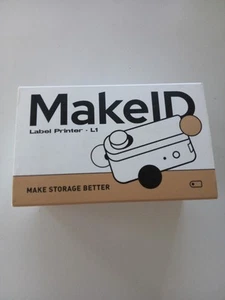 MakeID
Label Printer - L1
MAKE STORAGE BETTER